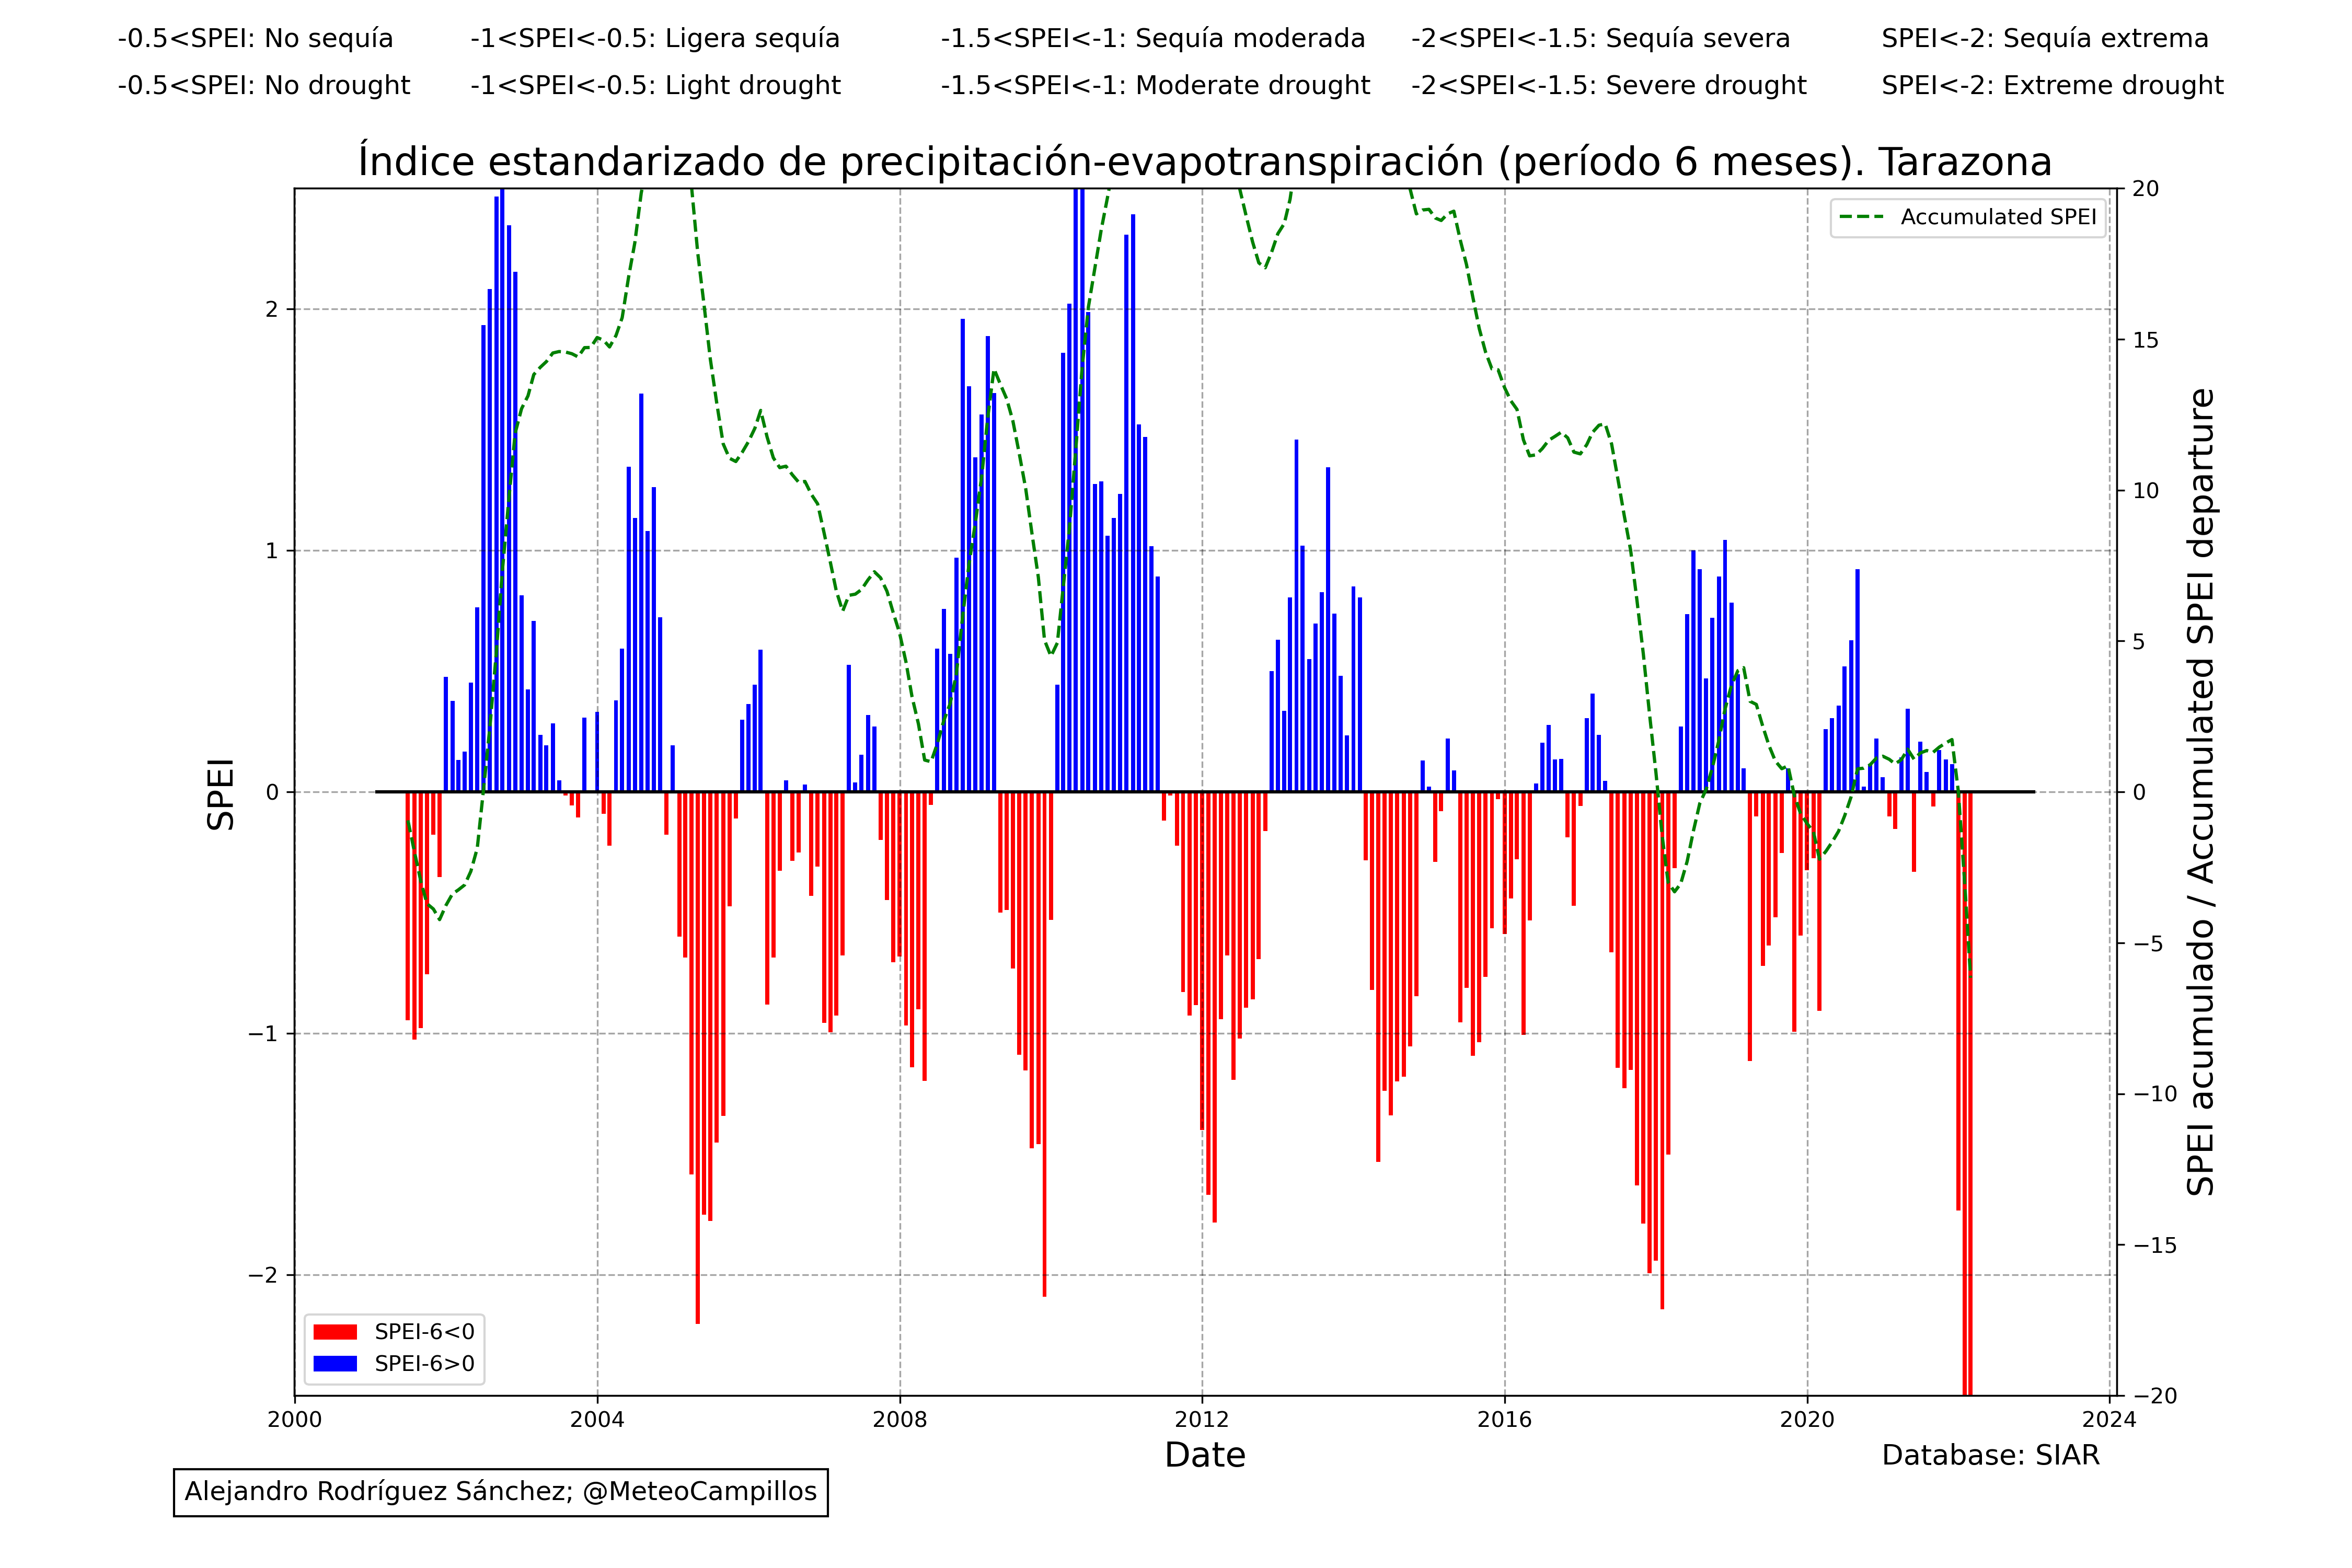 -0.5<SPEI: No sequía -1<SPEI<-0.5: Ligera sequía -1.5<SPEI<-1: Sequía moderada -2<SPEI<-1.5: Sequía severa SPEI<-2: Sequía extrema
-0.5<SPEI: No drought -1<SPEI<-0.5: Light drought -1.5<SPEI<-1: Moderate drought -2<SPEI<-1.5: Severe drought SPEI<-2: Extreme drought
Índice estandarizado de precipitación-evapotranspiración (período 6 meses). Tarazona
Accumulated SPEI
SPEI
2
1
0
−1
−2
20
15
10
5
0
−5
−10
−15
−20
SPEI acumulado / Accumulated SPEI departure
SPEI-6<0
SPEI-6>0
2000 2004 2008 2012 2016 2020 2024
Date
Database: SIAR
Alejandro Rodríguez Sánchez; @MeteoCampillos